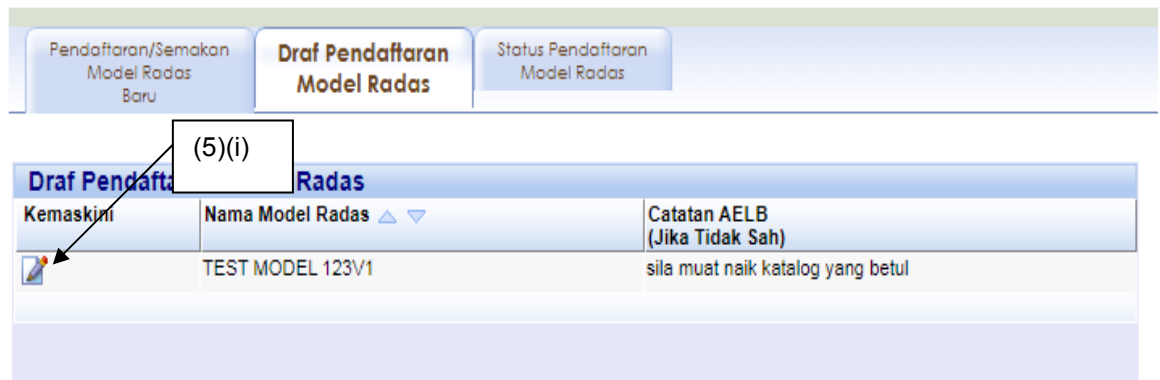 Pendaftaran/Semakan
Model Radas
Baru
Draf Pendaftaran
Model Radas
Status Pendaftaran
Model Radas
(5)(i)
Draf Pendafta Radas
Kemaskini
Nama Model Radas
Catatan AELB
(Jika Tidak Sah)
TEST MODEL 123V1
sila muat naik katalog yang betul